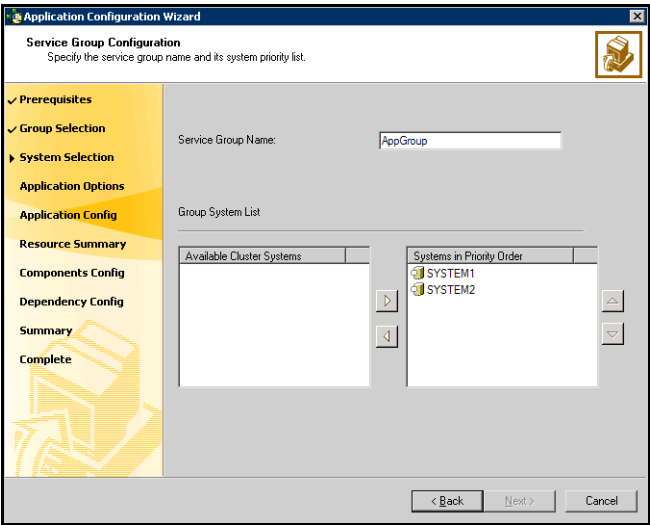 Application Configuration Wizard
Service Group Configuration
Specify the service group name and its system priority list.
Prerequisites
Group Selection
System Selection
Application Options
Application Config
Resource Summary
Components Config
Dependency Config
Summary
Complete
Service Group Name: AppGroup
Group System List
Available Cluster Systems
Systems in Priority Order
SYSTEM1
SYSTEM2
< Back Next > Cancel